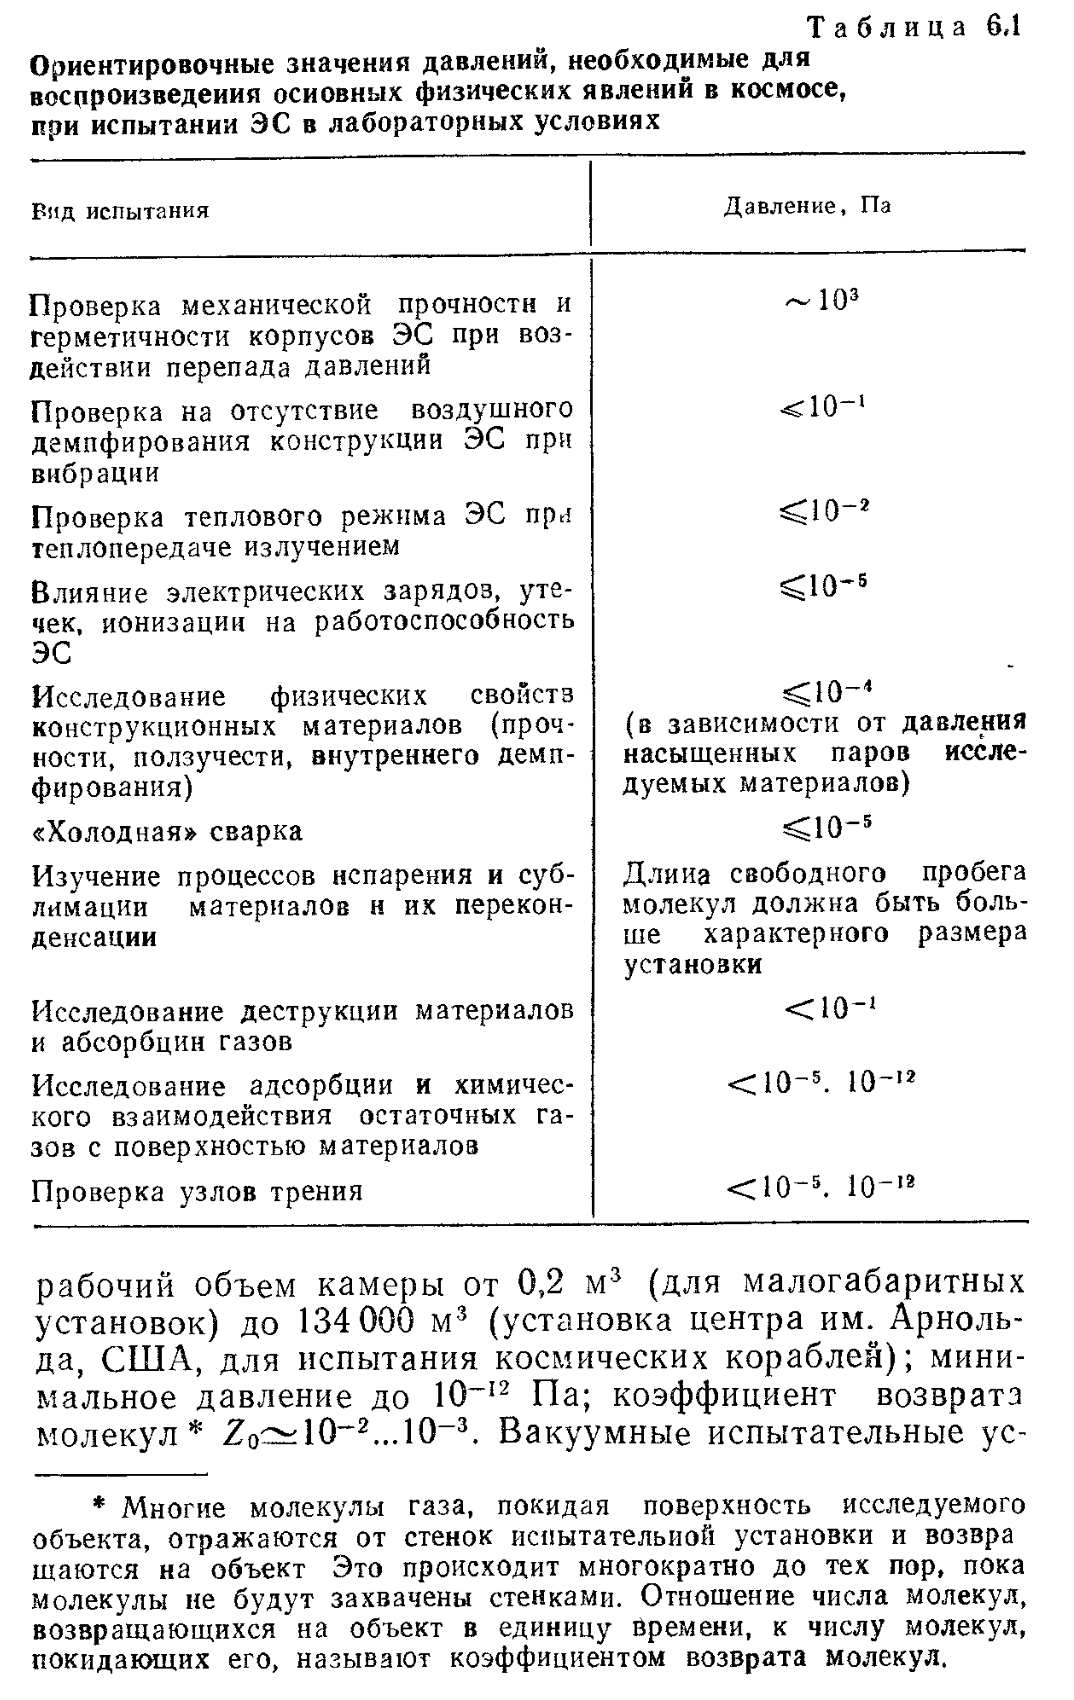 Таблица 6.1
Ориентировочные значения давлений, необходимые для
воспроизведения основных физических явлений в космосе,
при испытании ЭС в лабораторных условиях
Вид испытания
Давление, Па
Проверка механической прочности и
герметичности корпусов ЭС при воз-
действии перепада давлений
~10³
Проверка на отсутствие воздушного
демпфирования конструкции ЭС при
вибрации
<10⁻¹
Проверка теплового режима ЭС при
теплопередаче излучением
⩽10⁻²
Влияние электрических зарядов, уте-
чек, ионизации на работоспособность
ЭС
⩽10⁻⁵
Исследование физических свойств
конструкционных материалов (проч-
ности, ползучести, внутреннего демп-
фирования)
⩽10⁻⁴
(в зависимости от давления
насыщенных паров иссле-
дуемых материалов)
«Холодная» сварка
⩽10⁻⁵
Изучение процессов испарения и суб-
лимации материалов и их перекон-
денсации
Длина свободного пробега
молекул должна быть боль-
ше характерного размера
установки
Исследование деструкции материалов
и абсорбции газов
<10⁻¹
Исследование адсорбции и химичес-
кого взаимодействия остаточных га-
зов с поверхностью материалов
<10⁻⁵. 10⁻¹²
Проверка узлов трения
<10⁻⁵. 10⁻¹²
рабочий объем камеры от 0,2 м³ (для малогабаритных
установок) до 134 000 м³ (установка центра им. Арноль-
да, США, для испытания космических кораблей); мини-
мальное давление до 10⁻¹² Па; коэффициент возврата
молекул * Z₀≃10⁻²...10⁻³. Вакуумные испытательные ус-
* Многие молекулы газа, покидая поверхность исследуемого
объекта, отражаются от стенок испытательной установки и возвра
щаются на объект Это происходит многократно до тех пор, пока
молекулы не будут захвачены стенками. Отношение числа молекул,
возвращающихся на объект в единицу времени, к числу молекул,
покидающих его, называют коэффициентом возврата молекул.